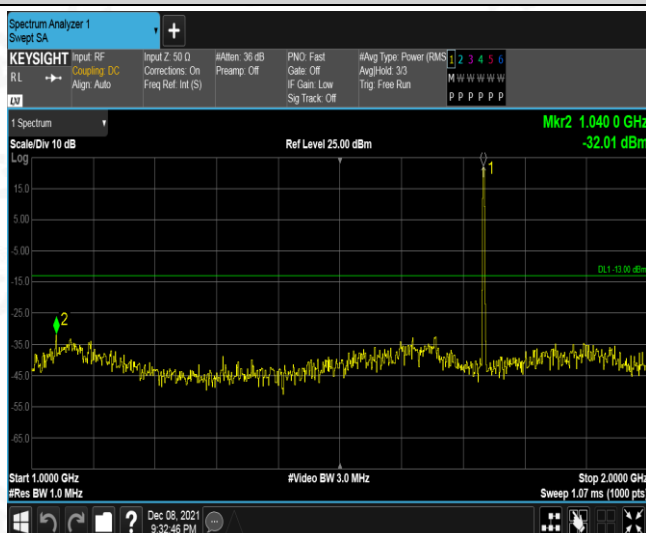 Spectrum Analyzer 1
Swept SA
KEYSIGHT Input: RF Input Z: 50 Ω #Atten: 36 dB PNO: Fast #Avg Type: Power (RMS 1 2 3 4 5 6
RL Coupling: DC Corrections: On Preamp: Off Gate: Off Avg|Hold: 3/3 M W W W W W
Align: Auto Freq Ref: Int (S) IF Gain: Low Trig: Free Run
Sig Track: Off P P P P P P
LXI
1 Spectrum Mkr2 1.040 0 GHz
Scale/Div 10 dB Ref Level 25.00 dBm -32.01 dBm
Log
1
15.0
5.00
-5.00
DL1 -13.00 dBm
-15.0
-25.0
2
-35.0
-45.0
-55.0
-65.0
Start 1.0000 GHz #Video BW 3.0 MHz Stop 2.0000 GHz
#Res BW 1.0 MHz Sweep 1.07 ms (1000 pts)
? Dec 08, 2021
9:32:46 PM